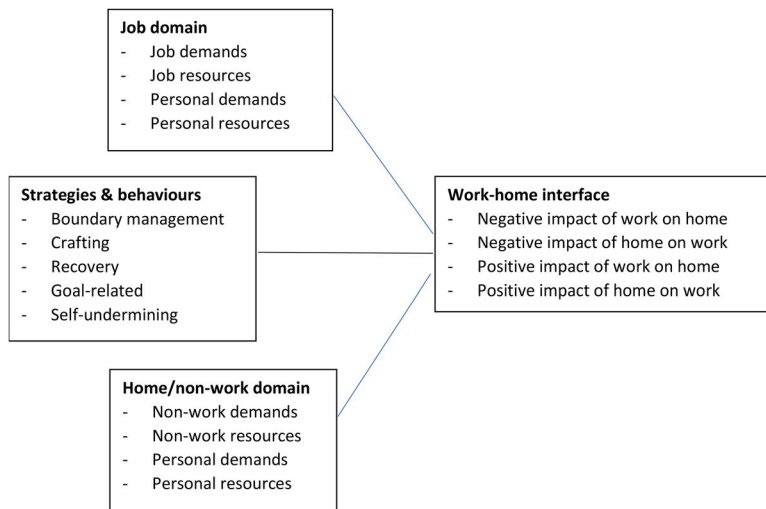 Job domain
- Job demands
- Job resources
- Personal demands
- Personal resources
Strategies & behaviours
- Boundary management
- Crafting
- Recovery
- Goal-related
- Self-undermining
Work-home interface
- Negative impact of work on home
- Negative impact of home on work
- Positive impact of work on home
- Positive impact of home on work
Home/non-work domain
- Non-work demands
- Non-work resources
- Personal demands
- Personal resources